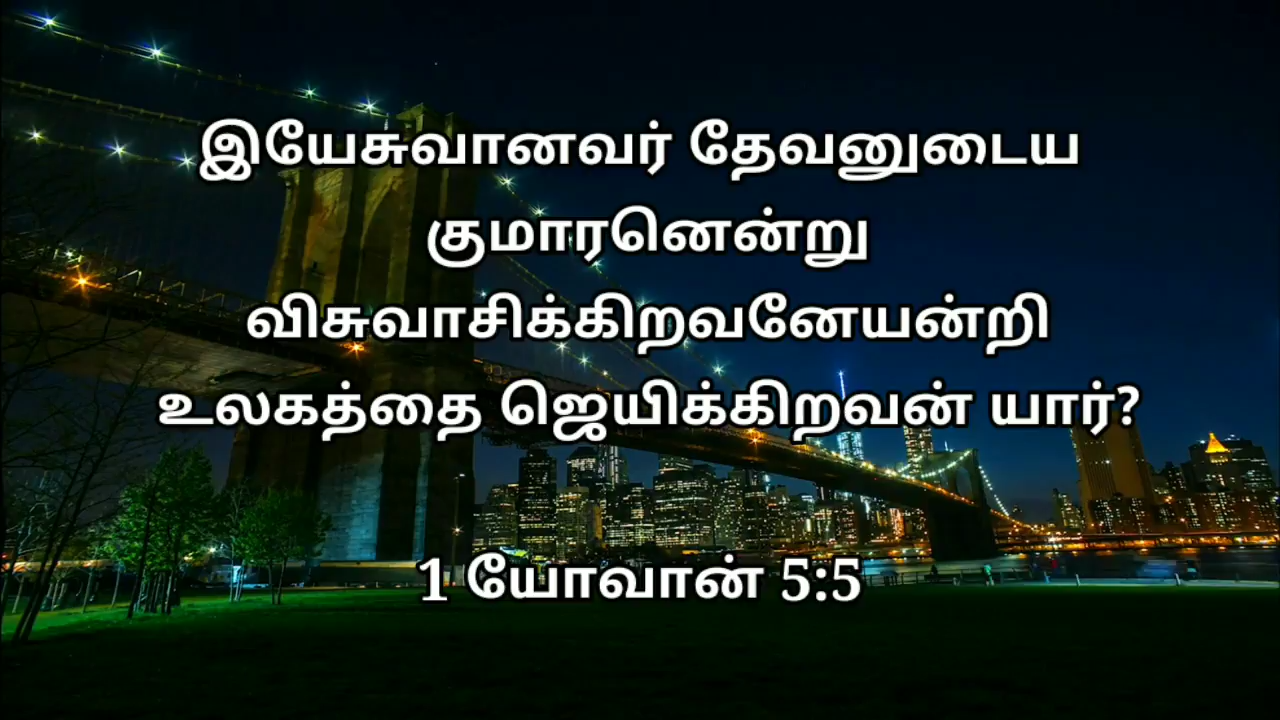 இயேசுவானவர் தேவனுடைய
குமாரனென்று
விசுவாசிக்கிறவனேயன்றி
உலகத்தை ஜெயிக்கிறவன் யார்?
1 யோவான் 5:5